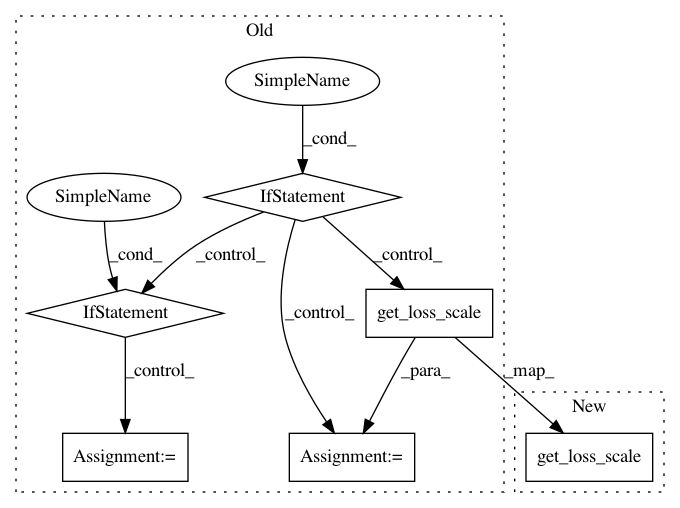 Old
SimpleName
_cond_
SimpleName
IfStatement
_cond_
_control_
_control_
IfStatement
_control_
get_loss_scale
_control_
_para_
_map_
New
Assignment:=
Assignment:=
get_loss_scale